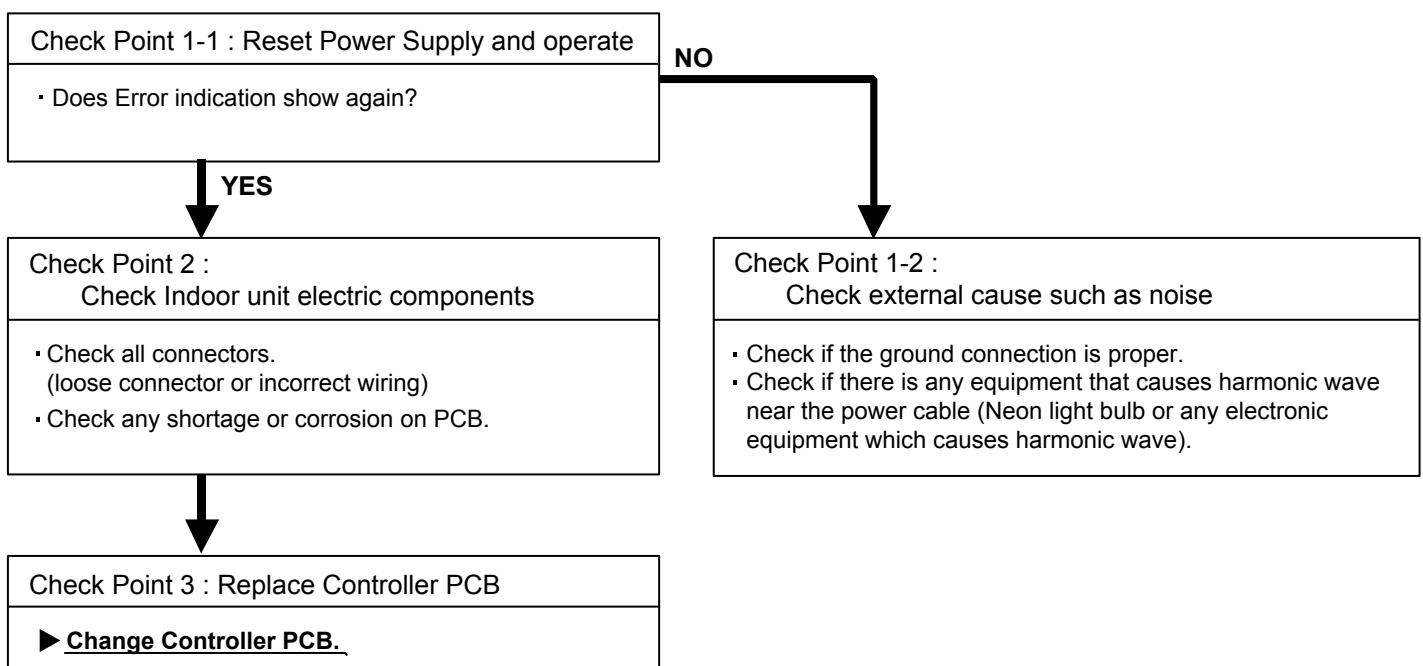 Check Point 1-1 : Reset Power Supply and operate
・Does Error indication show again?
NO
YES
Check Point 2 :
Check Indoor unit electric components
・Check all connectors.
(loose connector or incorrect wiring)
・Check any shortage or corrosion on PCB.
Check Point 1-2 :
Check external cause such as noise
・Check if the ground connection is proper.
・Check if there is any equipment that causes harmonic wave
near the power cable (Neon light bulb or any electronic
equipment which causes harmonic wave).
Check Point 3 : Replace Controller PCB
▶Change Controller PCB.